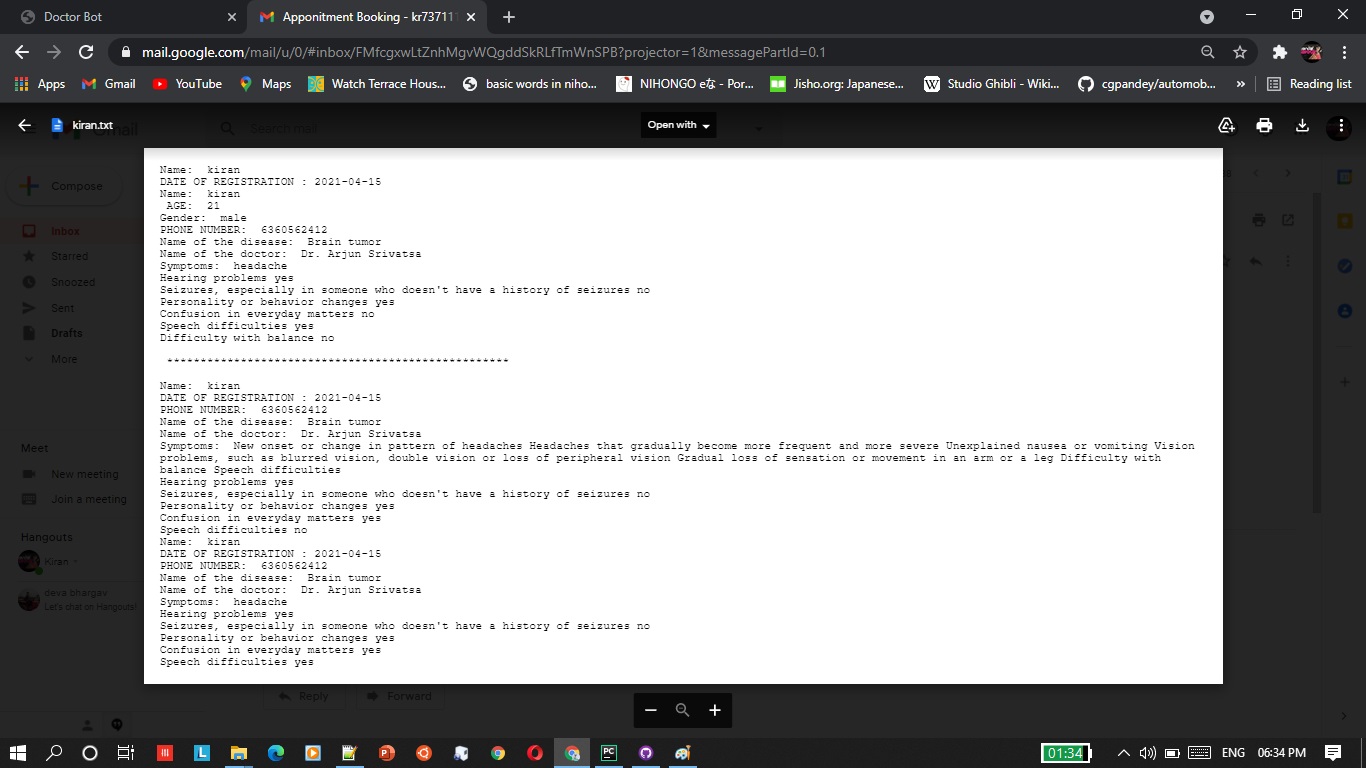 Doctor Bot
Apponitment Booking - kr73711
mail.google.com/mail/u/0/#inbox/FMfcgxwLtZnhMgvWQgddSkRLfTmWnSPB?projector=1&messagePartId=0.1
Apps Gmail YouTube Maps Watch Terrace Hous... basic words in niho... NIHONGO eな - Por... Jisho.org: Japanese... Studio Ghibli - Wiki... cgpandey/automob... » Reading list
kiran.txt
Gmail
Search mail
Open with
Compose
Inbox
Starred
Snoozed
Sent
Drafts
More
Meet
New meeting
Join a meeting
Hangouts
Kiran
deva bhargav
Let's chat on Hangouts!
Name: kiran
DATE OF REGISTRATION : 2021-04-15
Name: kiran
AGE: 21
Gender: male
PHONE NUMBER: 6360562412
Name of the disease: Brain tumor
Name of the doctor: Dr. Arjun Srivatsa
Symptoms: headache
Hearing problems yes
Seizures, especially in someone who doesn't have a history of seizures no
Personality or behavior changes yes
Confusion in everyday matters no
Speech difficulties yes
Difficulty with balance no
***************************************************
Name: kiran
DATE OF REGISTRATION : 2021-04-15
PHONE NUMBER: 6360562412
Name of the disease: Brain tumor
Name of the doctor: Dr. Arjun Srivatsa
Symptoms: New onset or change in pattern of headaches Headaches that gradually become more frequent and more severe Unexplained nausea or vomiting Vision
problems, such as blurred vision, double vision or loss of peripheral vision Gradual loss of sensation or movement in an arm or a leg Difficulty with
balance Speech difficulties
Hearing problems yes
Seizures, especially in someone who doesn't have a history of seizures no
Personality or behavior changes yes
Confusion in everyday matters yes
Speech difficulties no
Name: kiran
DATE OF REGISTRATION : 2021-04-15
PHONE NUMBER: 6360562412
Name of the disease: Brain tumor
Name of the doctor: Dr. Arjun Srivatsa
Symptoms: headache
Hearing problems yes
Seizures, especially in someone who doesn't have a history of seizures no
Personality or behavior changes yes
Confusion in everyday matters yes
Speech difficulties yes
Reply
Forward
01:34
ENG 06:34 PM